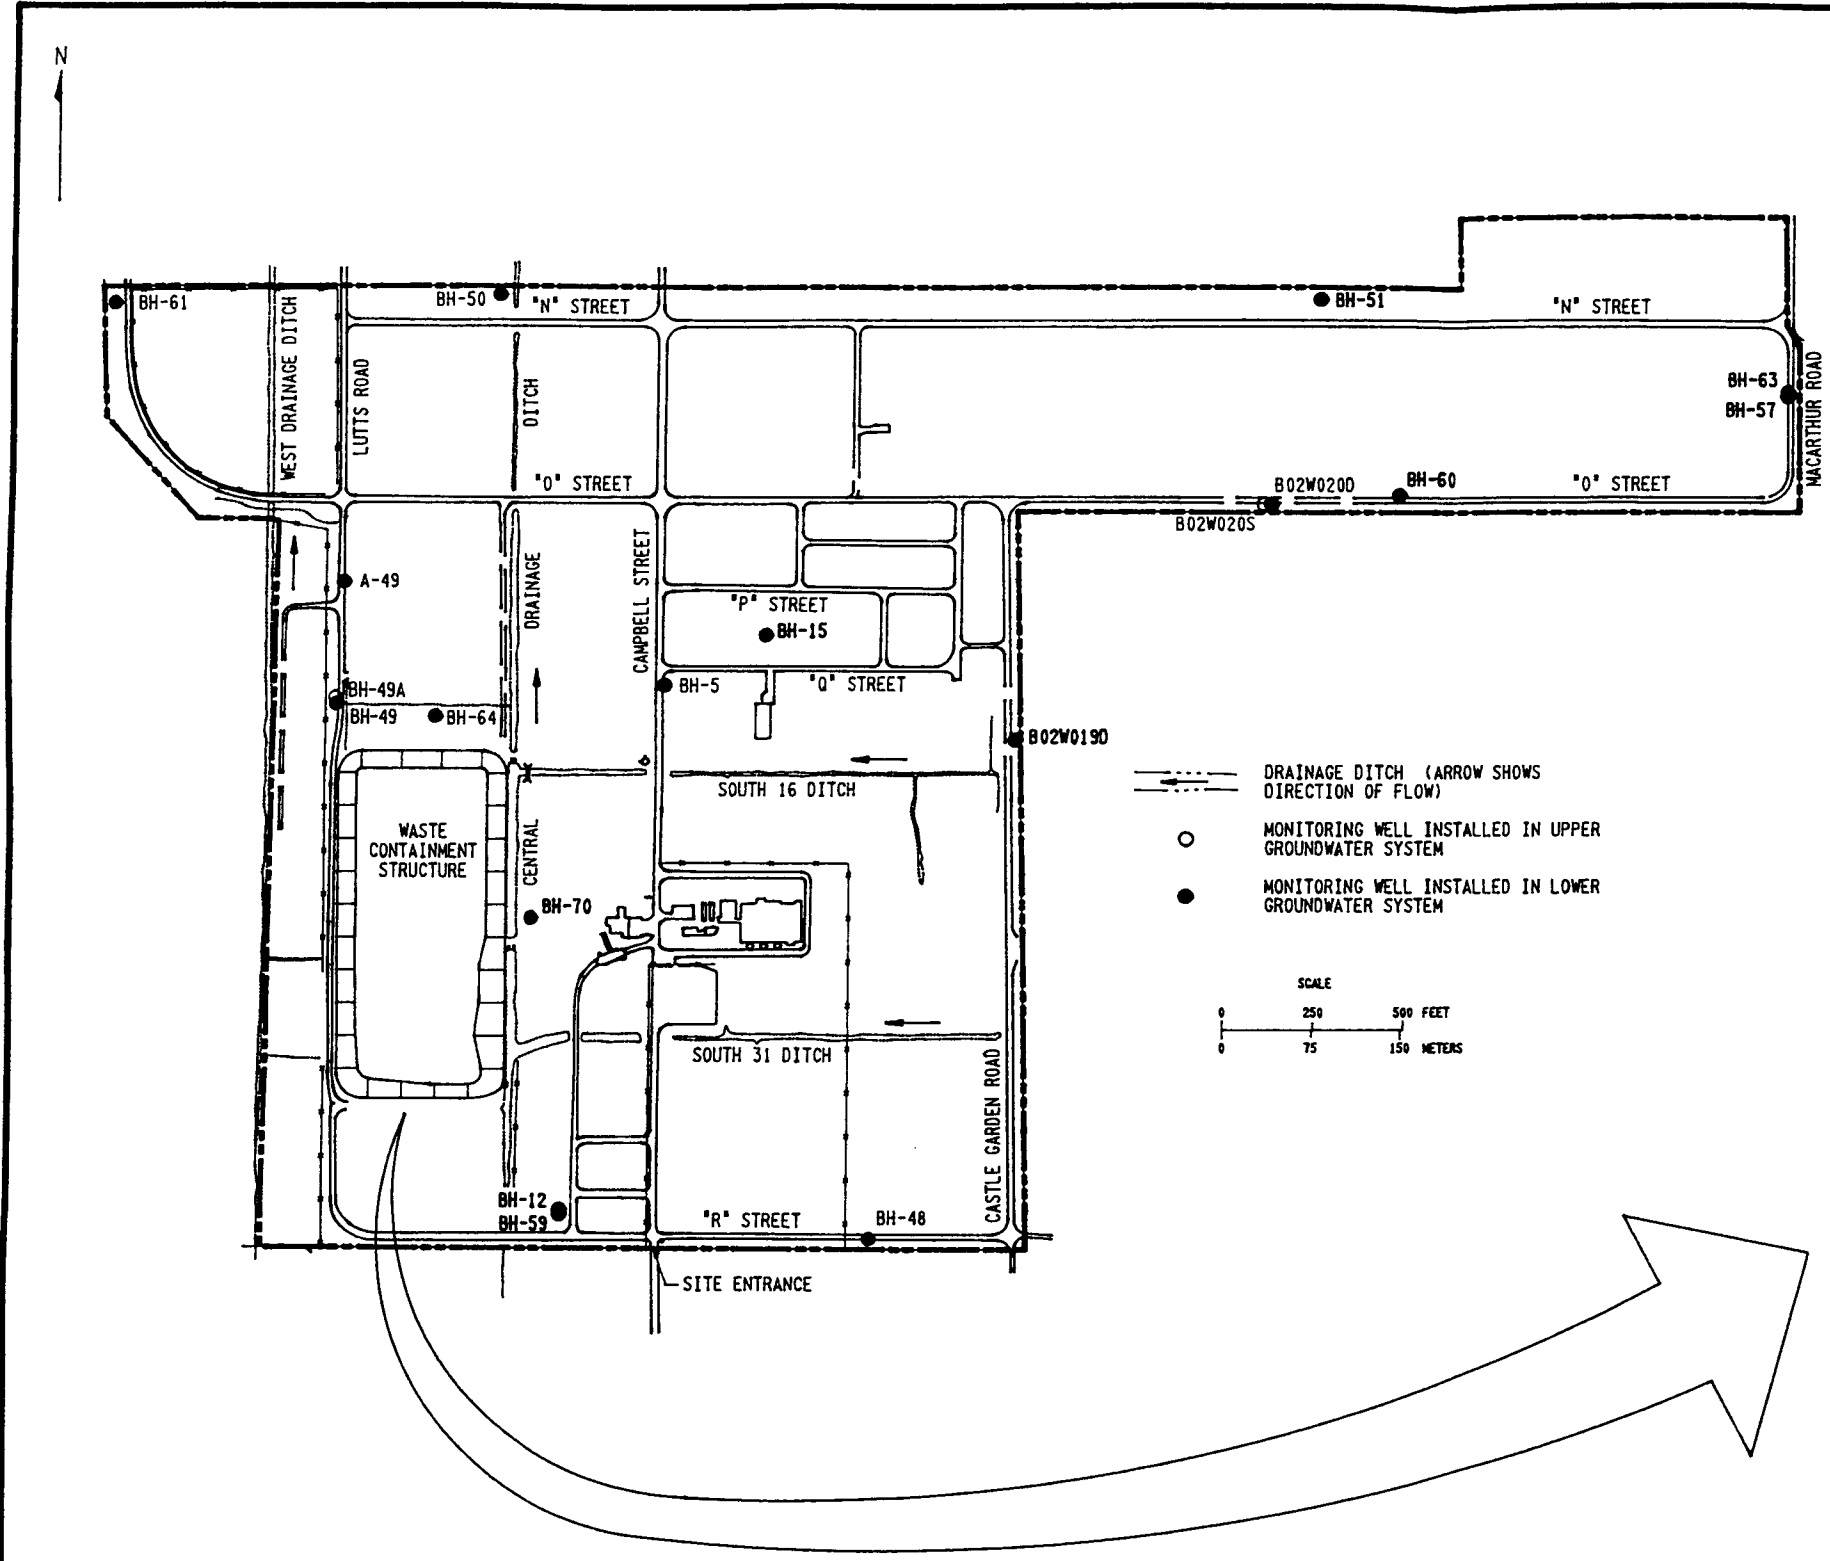 N
BH-61
WEST DRAINAGE DITCH
LUTTS ROAD
BH-50
"N" STREET
DITCH
BH-51
"N" STREET
BH-63
BH-57
MACARTHUR ROAD
"O" STREET
B02W020D
B02W020S
BH-60
"O" STREET
A-49
DRAINAGE
CAMPBELL STREET
"P" STREET
BH-15
BH-49A
BH-49
BH-64
BH-5
"Q" STREET
B02W019D
SOUTH 16 DITCH
DRAINAGE DITCH (ARROW SHOWS
DIRECTION OF FLOW)
MONITORING WELL INSTALLED IN UPPER
GROUNDWATER SYSTEM
MONITORING WELL INSTALLED IN LOWER
GROUNDWATER SYSTEM
WASTE
CONTAINMENT
STRUCTURE
CENTRAL
BH-70
SCALE
0 250 500 FEET
0 75 150 METERS
SOUTH 31 DITCH
CASTLE GARDEN ROAD
BH-12
BH-59
"R" STREET
BH-48
SITE ENTRANCE